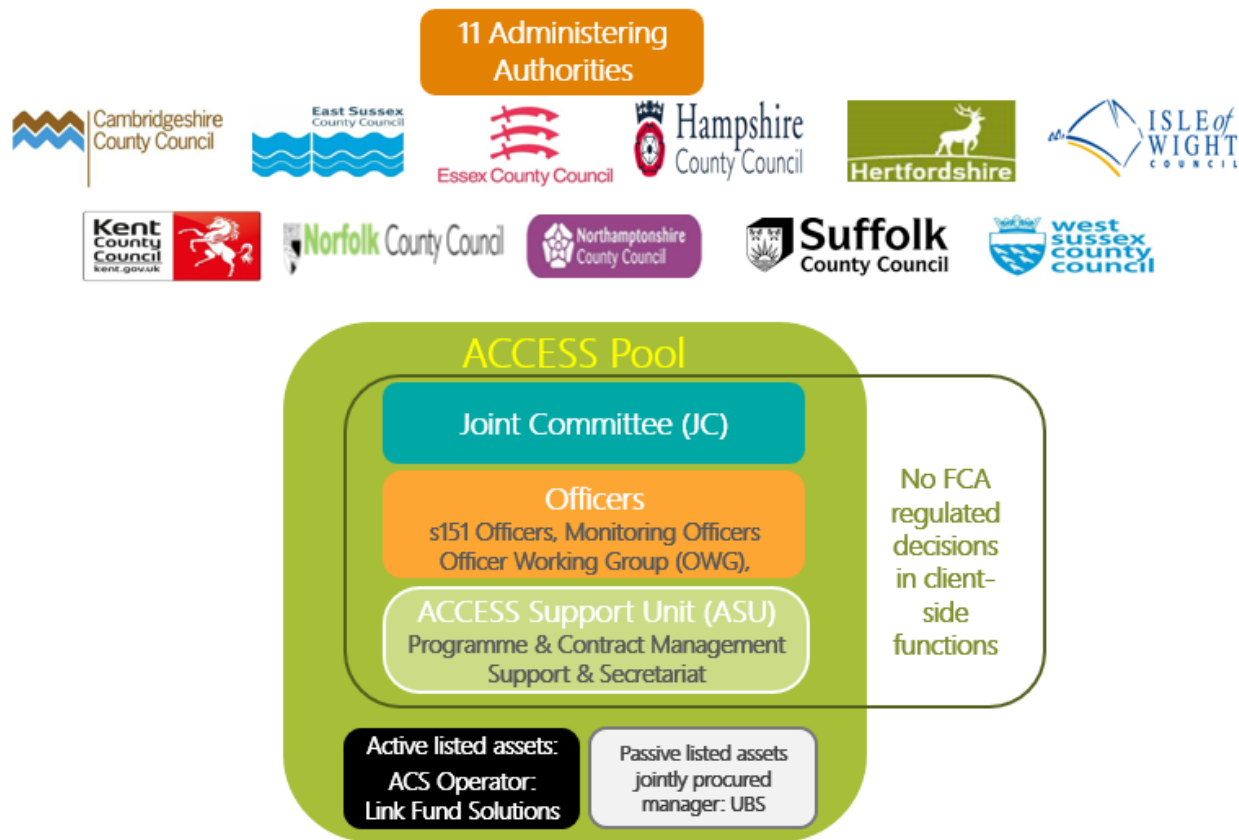 11 Administering
Authorities
Cambridgeshire
County Council
East Sussex
County Council
Essex County Council
Hampshire
County Council
Hertfordshire
ISLE of
WIGHT
COUNCIL
Kent
County
Council
kent.gov.uk
Norfolk County Council
Northamptonshire
County Council
Suffolk
County Council
west
sussex
county
council
ACCESS Pool
Joint Committee (JC)
Officers
s151 Officers, Monitoring Officers
Officer Working Group (OWG),
ACCESS Support Unit (ASU)
Programme & Contract Management
Support & Secretariat
No FCA
regulated
decisions
in client-
side
functions
Active listed assets:
ACS Operator:
Link Fund Solutions
Passive listed assets
jointly procured
manager: UBS